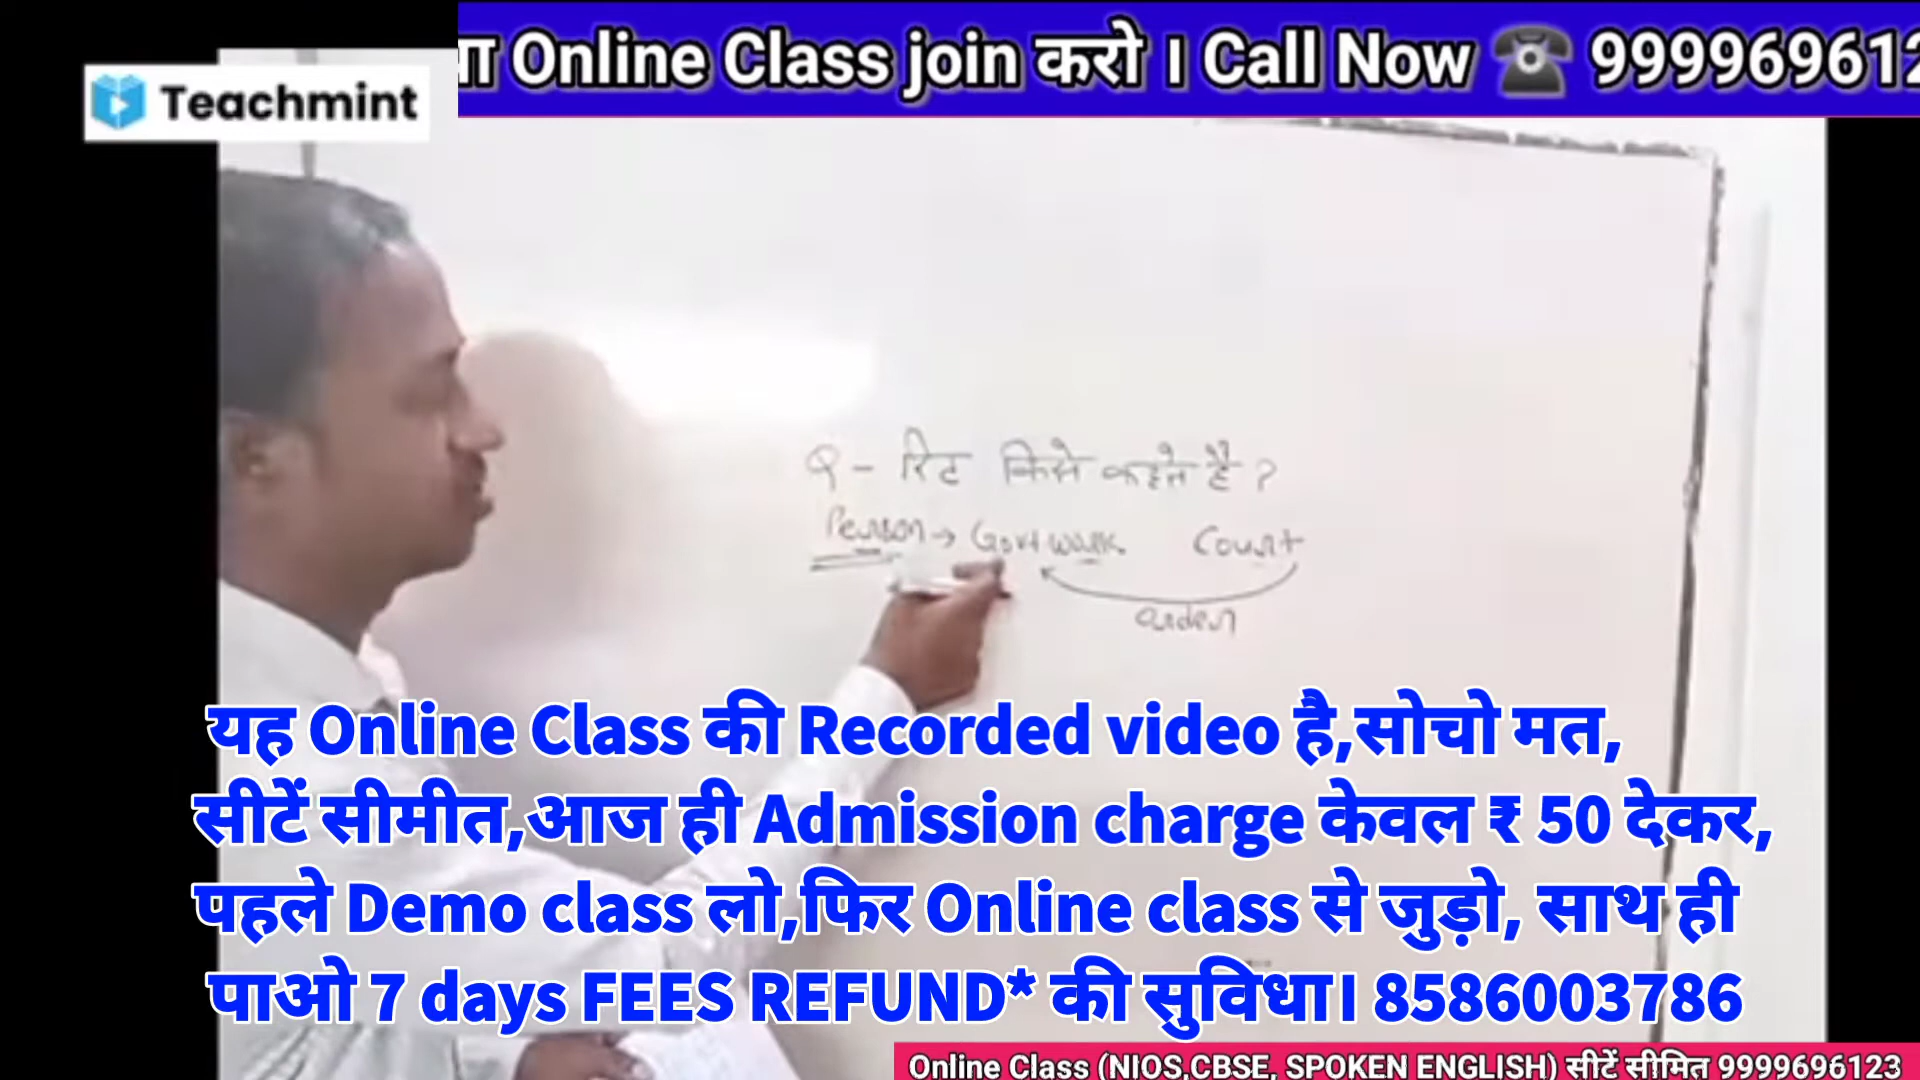 Teachmint
Online Class join करो । Call Now ☎ 999969612
Q - रिट किसे कहते है ?
Person → Govt work Court
order
यह Online Class की Recorded video है,सोचो मत,
सीटें सीमीत,आज ही Admission charge केवल ₹ 50 देकर,
पहले Demo class लो,फिर Online class से जुड़ो, साथ ही
पाओ 7 days FEES REFUND* की सुविधा। 8586003786
Online Class (NIOS,CBSE, SPOKEN ENGLISH) सीटें सीमित 9999696123